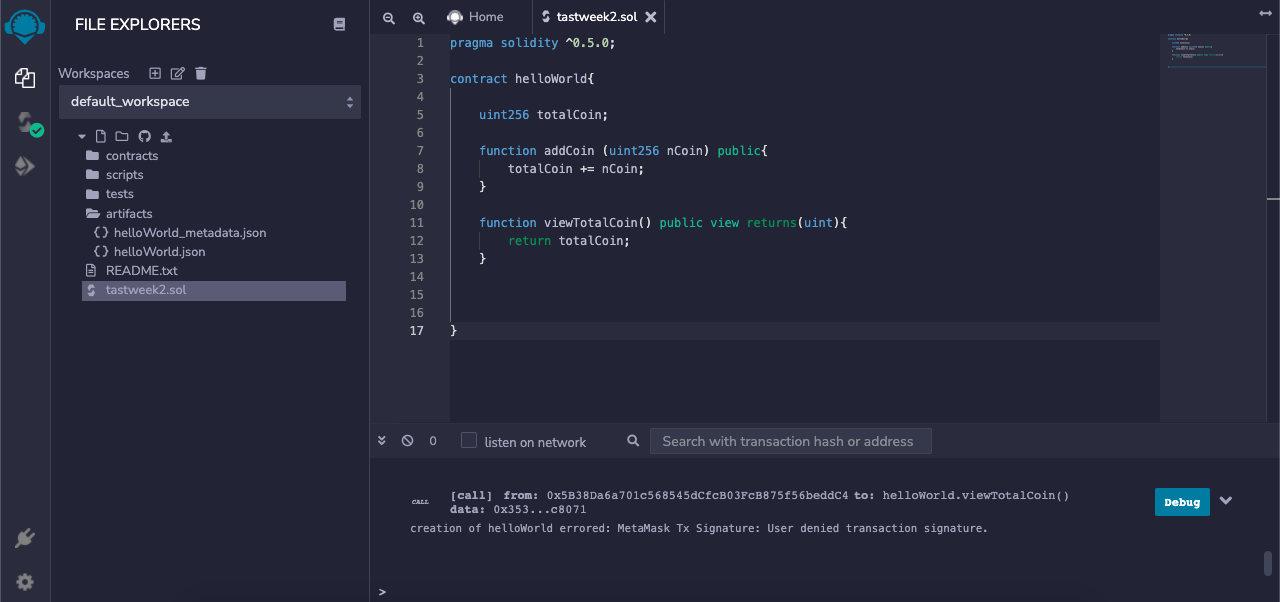 FILE EXPLORERS
Workspaces
default_workspace
contracts
scripts
tests
artifacts
{} helloWorld_metadata.json
{} helloWorld.json
README.txt
tastweek2.sol
Home
tastweek2.sol
1 pragma solidity ^0.5.0;
2
3 contract helloWorld{
4
5 uint256 totalCoin;
6
7 function addCoin (uint256 nCoin) public{
8 totalCoin += nCoin;
9 }
10
11 function viewTotalCoin() public view returns(uint){
12 return totalCoin;
13 }
14
15
16
17 }
0 listen on network Search with transaction hash or address
CALL [call] from: 0x5B38Da6a701c568545dCfcB03FcB875f56beddC4 to: helloWorld.viewTotalCoin()
data: 0x353...c8071
Debug
creation of helloWorld errored: MetaMask Tx Signature: User denied transaction signature.
>